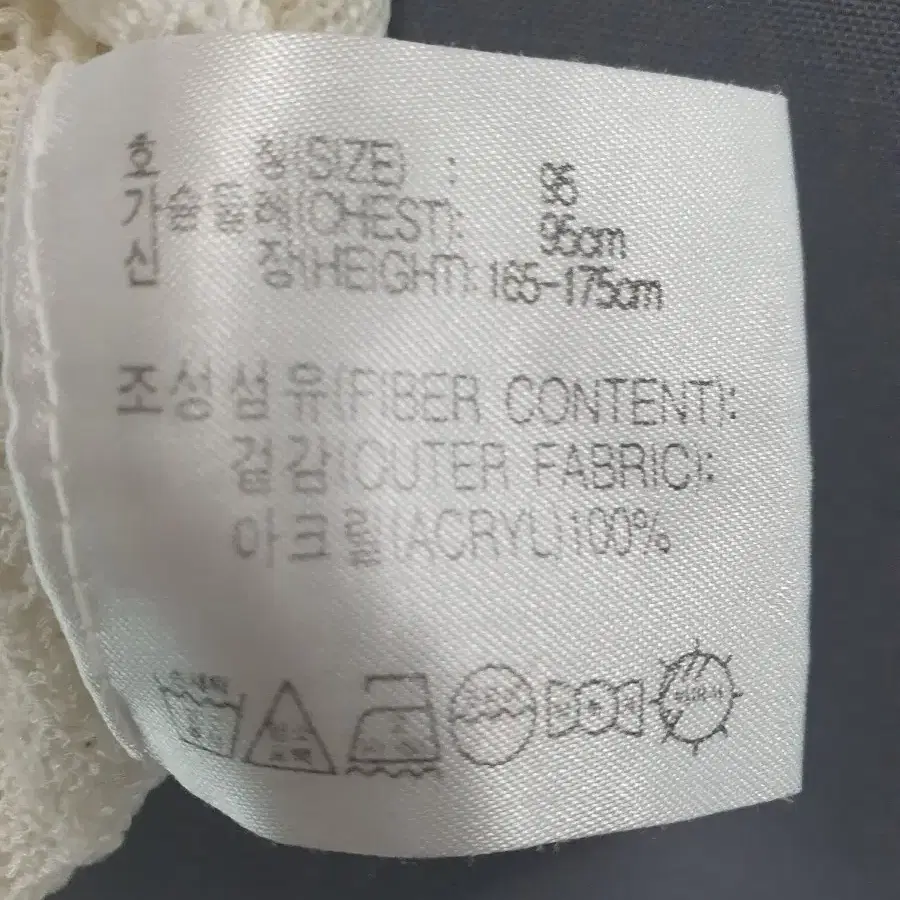 호 칭(SIZE) : 95
가슴둘레(CHEST): 95cm
신 장(HEIGHT): 165-175cm
조성섬유(FIBER CONTENT):
겉감(OUTER FABRIC):
아크릴(ACRYL)100%